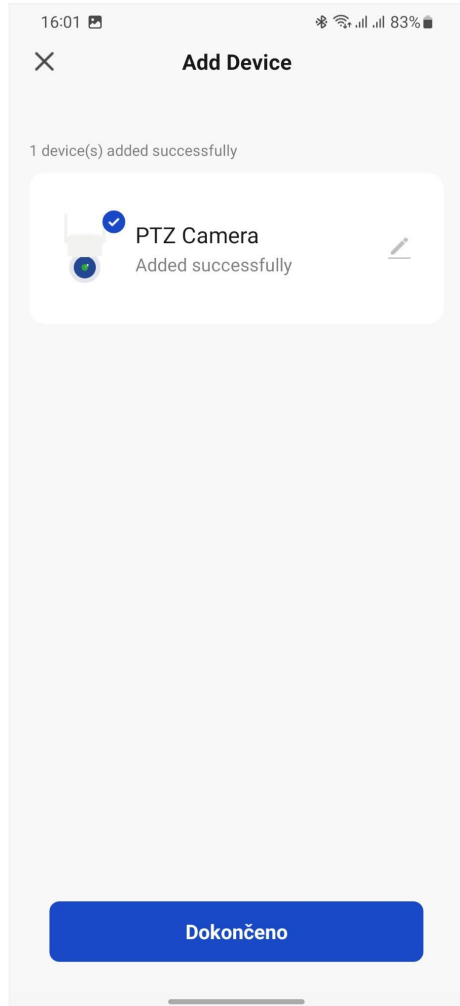 16:01 83%
Add Device
1 device(s) added successfully
PTZ Camera
Added successfully
Dokončeno